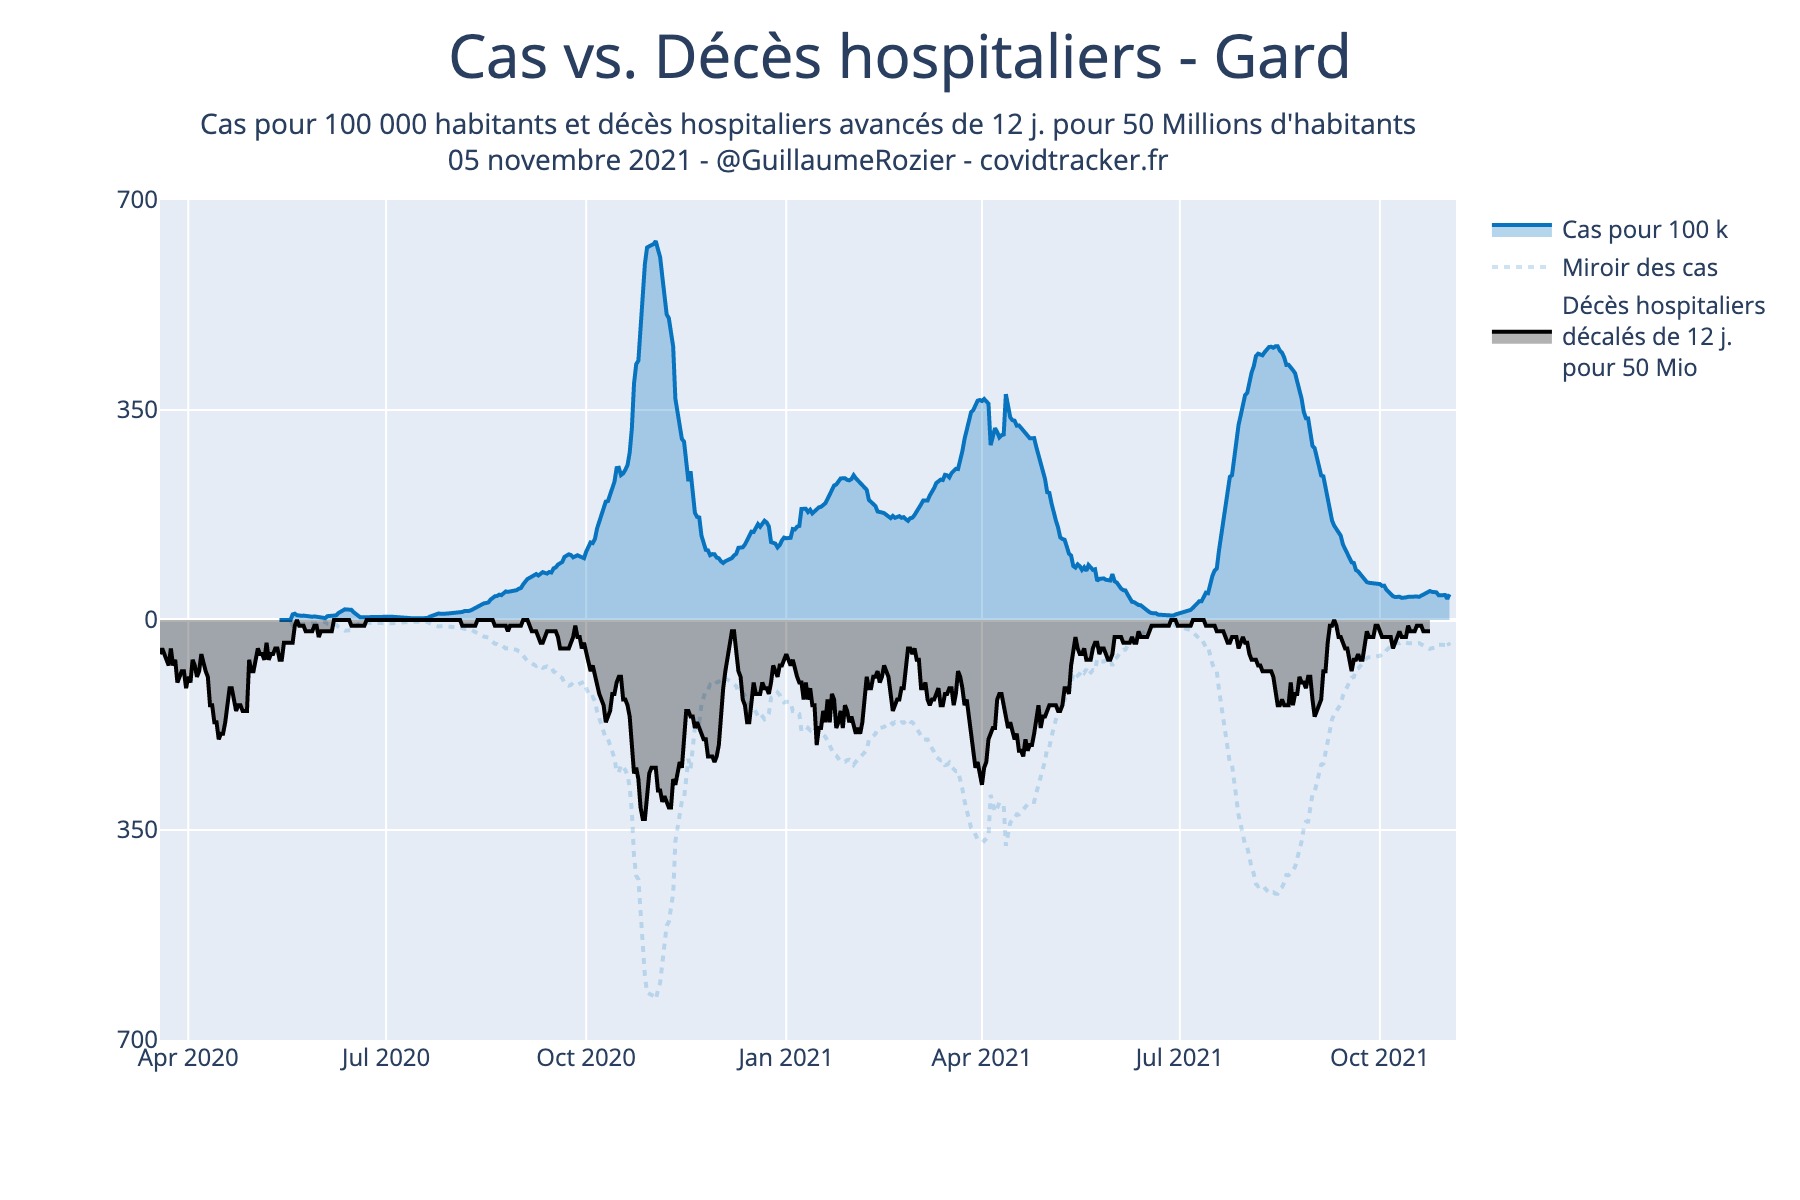 Cas vs. Décès hospitaliers - Gard
Cas pour 100 000 habitants et décès hospitaliers avancés de 12 j. pour 50 Millions d'habitants
05 novembre 2021 - @GuillaumeRozier - covidtracker.fr
700
350
0
350
700
Apr 2020
Jul 2020
Oct 2020
Jan 2021
Apr 2021
Jul 2021
Oct 2021
Cas pour 100 k
Miroir des cas
Décès hospitaliers
décalés de 12 j.
pour 50 Mio